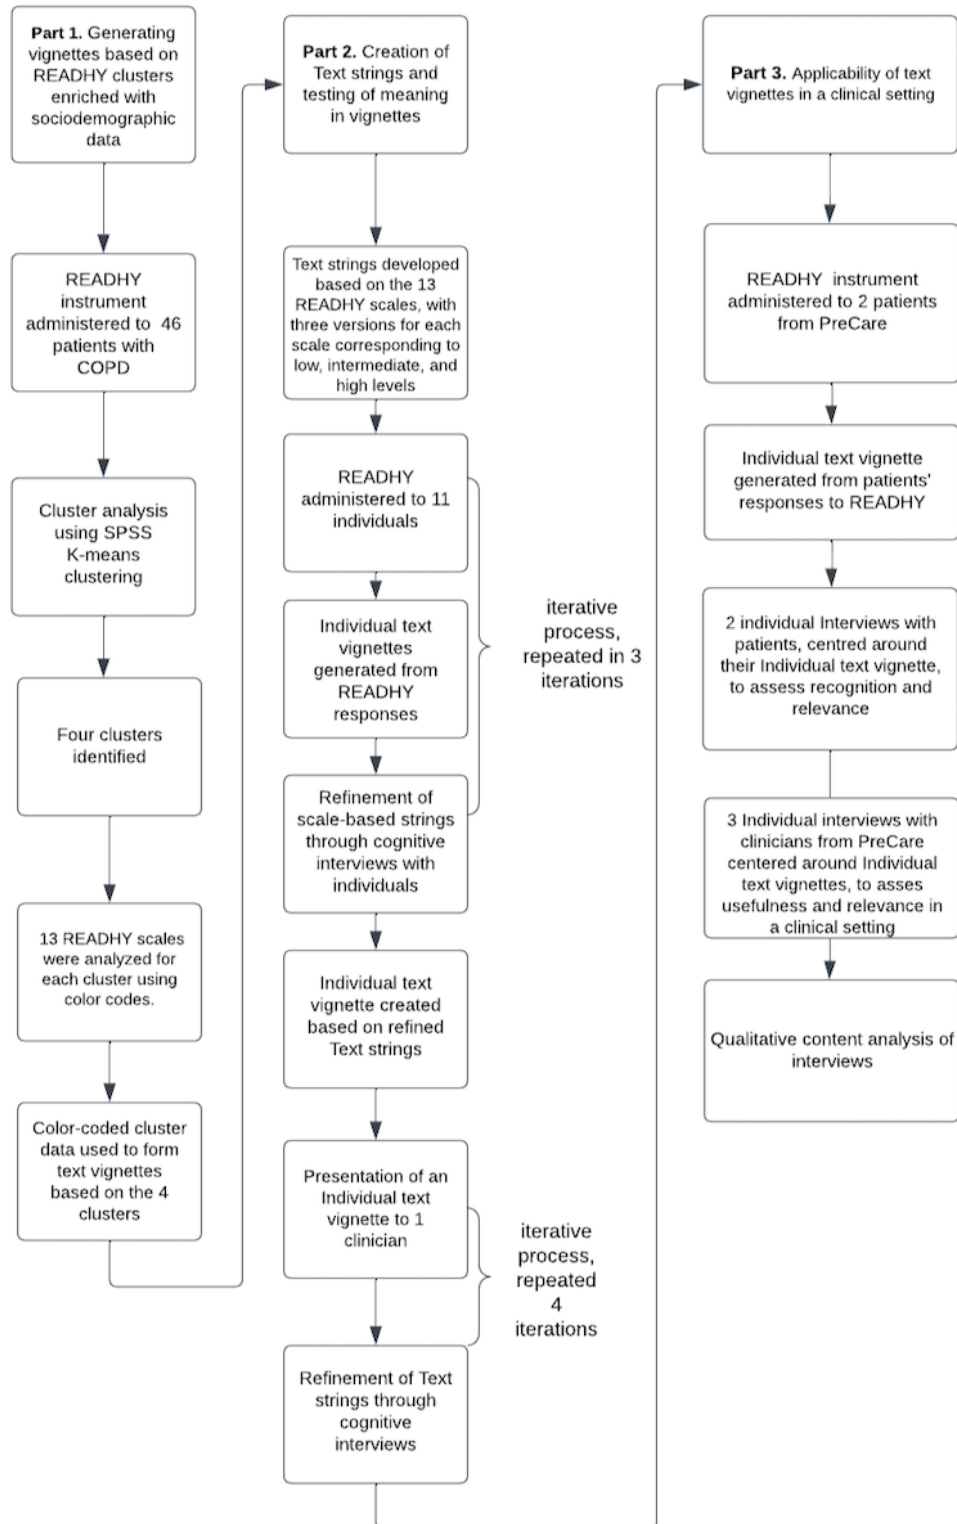 Part 1. Generating
vignettes based on
READHY clusters
enriched with
sociodemographic
data
READHY
instrument
administered to 46
patients with
COPD
Cluster analysis
using SPSS
K-means
clustering
Four clusters
identified
13 READHY scales
were analyzed for
each cluster using
color codes.
Color-coded cluster
data used to form
text vignettes
based on the 4
clusters
Part 2. Creation of
Text strings and
testing of meaning
in vignettes
Text strings developed
based on the 13
READHY scales, with
three versions for each
scale corresponding to
low, intermediate, and
high levels
READHY
administered to 11
individuals
Individual text
vignettes
generated from
READHY
responses
Refinement of
scale-based strings
through cognitive
interviews with
individuals
iterative
process,
repeated in 3
iterations
Individual text
vignette created
based on refined
Text strings
Presentation of an
Individual text
vignette to 1
clinician
Refinement of Text
strings through
cognitive
interviews
iterative
process,
repeated
4
iterations
Part 3. Applicability of text
vignettes in a clinical setting
READHY instrument
administered to 2 patients
from PreCare
Individual text vignette
generated from patients'
responses to READHY
2 individual Interviews with
patients, centred around
their Individual text vignette,
to assess recognition and
relevance
3 Individual interviews with
clinicians from PreCare
centered around Individual
text vignettes, to asses
usefulness and relevance in
a clinical setting
Qualitative content analysis of
interviews